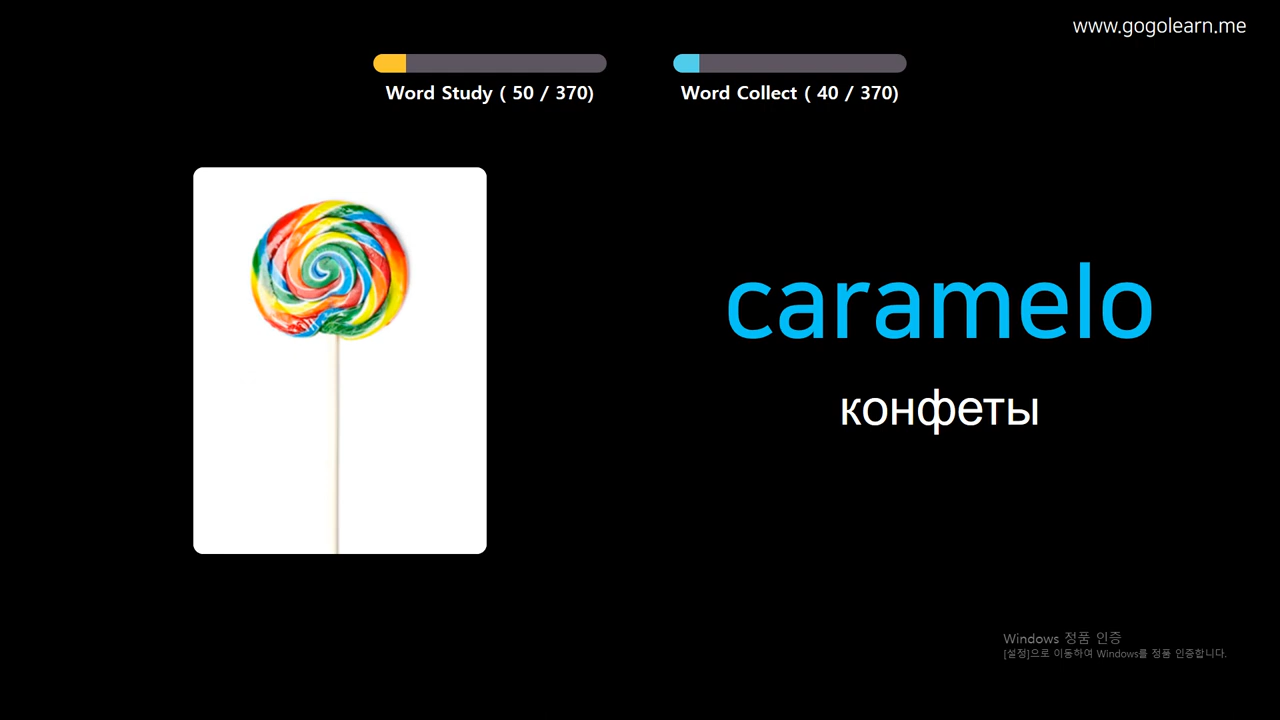 www.gogolearn.me
Word Study ( 50 / 370)
Word Collect ( 40 / 370)
caramelo
конфеты
Windows 정품 인증
[설정]으로 이동하여 Windows를 정품 인증합니다.